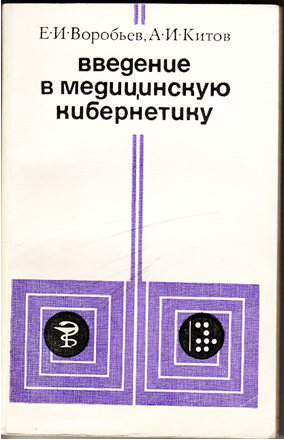 Е·И·Воробьев, А·И·Китов
введение
в медицинскую
кибернетику